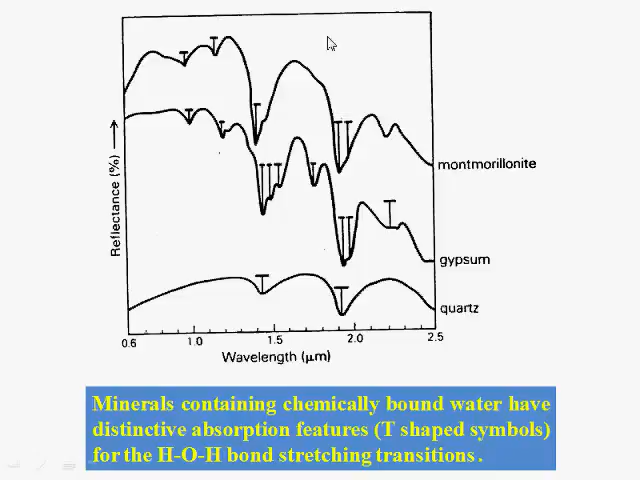 montmorillonite
gypsum
quartz
Reflectance (%)
0.6 1.0 1.5 2.0 2.5
Wavelength (μm)
Minerals containing chemically bound water have
distinctive absorption features (T shaped symbols)
for the H-O-H bond stretching transitions .